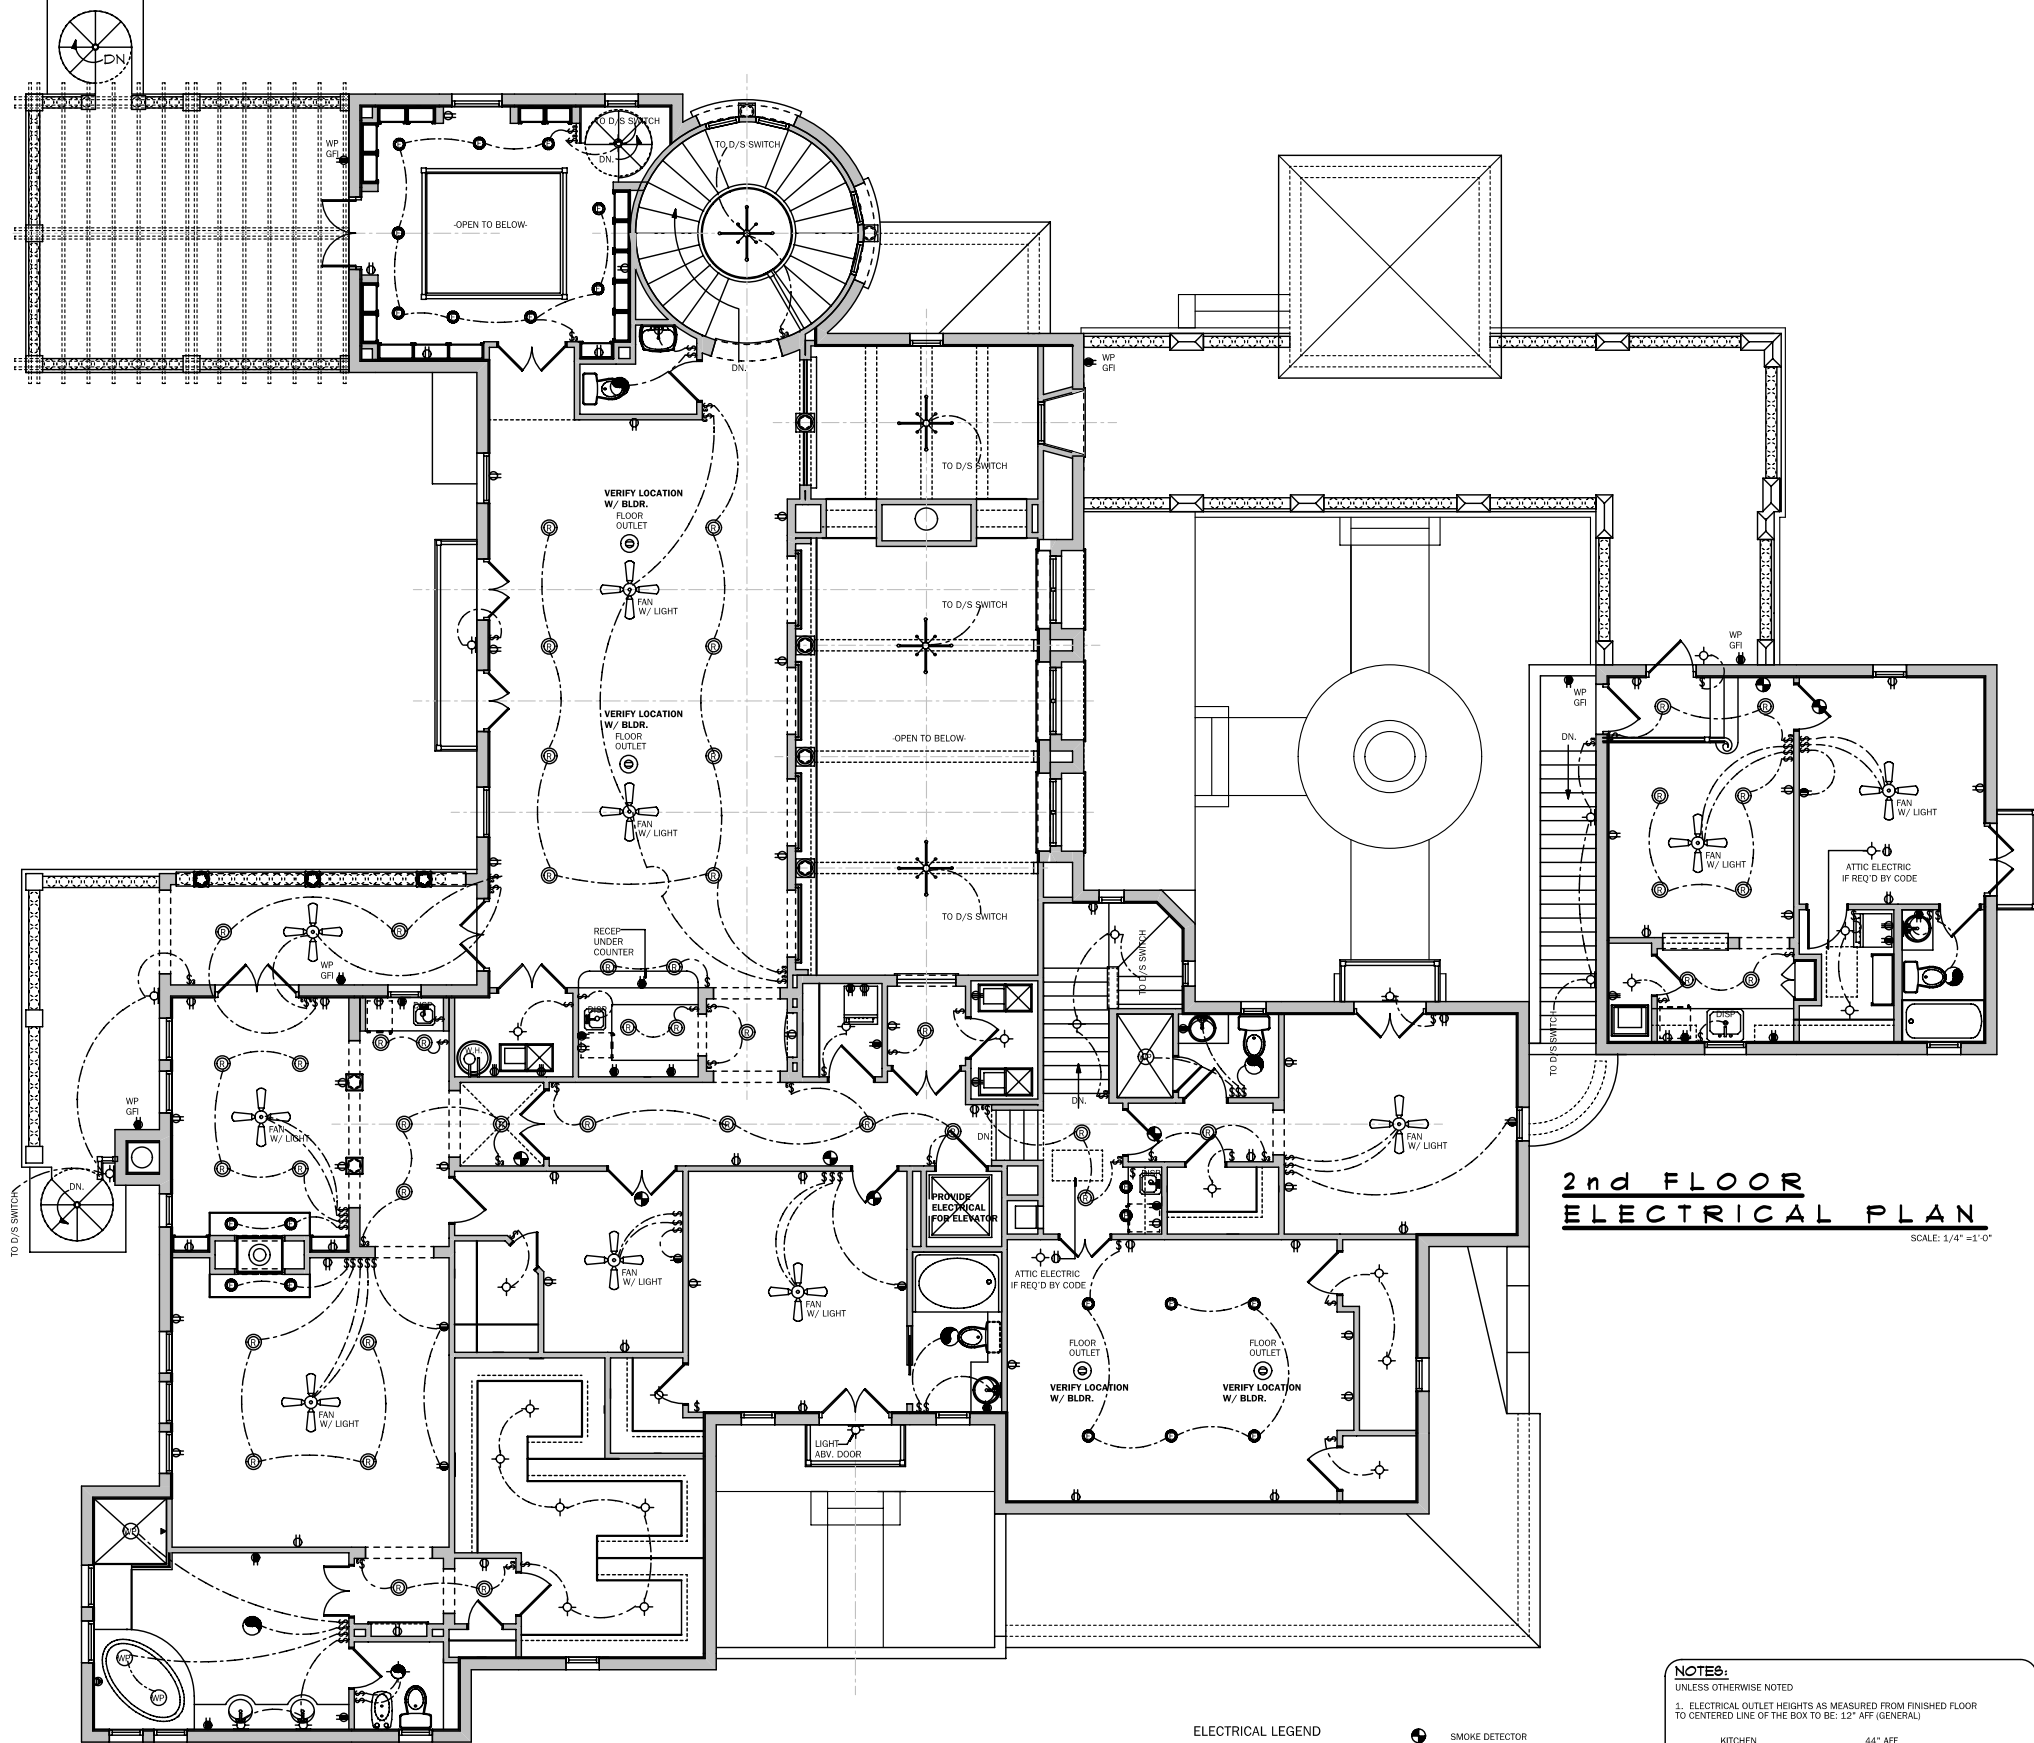 DN
TO D/S SWITCH
DN.
TO D/S SWITCH
WP
GFI
-OPEN TO BELOW-
DN.
WP
GFI
TO D/S SWITCH
VERIFY LOCATION
W/ BLDR.
FLOOR
OUTLET
R
R
FAN
W/ LIGHT
TO D/S SWITCH
R
R
WP
GFI
WP
GFI
VERIFY LOCATION
W/ BLDR.
FLOOR
OUTLET
-OPEN TO BELOW-
DN.
R
R
R
R
FAN
W/ LIGHT
R
R
FAN
W/ LIGHT
FAN
W/ LIGHT
ATTIC ELECTRIC
IF REQ'D BY CODE
R
R
R
R
TO D/S SWITCH
RECEP
UNDER
COUNTER
R
R
R
R
WP
GFI
TO D/S SWITCH
R
R
DISP
DISP
DISP
R
R
R
R
TO D/S SWITCH
W.H.
R
R
R
R
WP
GFI
DN.
FAN
W/ LIGHT
R
R
R
R
R
R
DN.
R
R
FAN
W/ LIGHT
R
R
R
DISP
R
DN.
TO D/S SWITCH
PROVIDE
ELECTRICAL
FOR ELEVATOR
2nd FLOOR
ELECTRICAL PLAN
SCALE: 1/4" =1'-0"
FAN
W/ LIGHT
FAN
W/ LIGHT
ATTIC ELECTRIC
IF REQ'D BY CODE
R
R
FLOOR
OUTLET
VERIFY LOCATION
W/ BLDR.
FLOOR
OUTLET
VERIFY LOCATION
W/ BLDR.
FAN
W/ LIGHT
LIGHT
ABV. DOOR
R
R
WP
R
R
WP
WP
NOTES:
UNLESS OTHERWISE NOTED
1. ELECTRICAL OUTLET HEIGHTS AS MEASURED FROM FINISHED FLOOR
TO CENTERED LINE OF THE BOX TO BE: 12" AFF (GENERAL)
KITCHEN 44" AFF
ELECTRICAL LEGEND
SMOKE DETECTOR